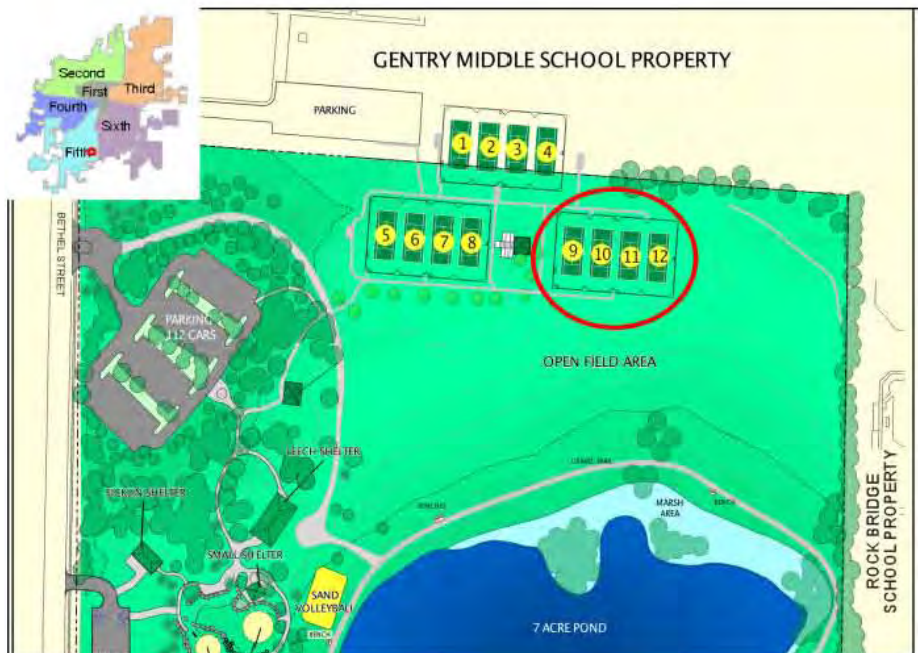 Second
First
Third
Fourth
Sixth
Fifth
GENTRY MIDDLE SCHOOL PROPERTY
PARKING
1 2 3 4
5 6 7 8
9 10 11 12
BETHEL STREET
PARKING
112 CARS
OPEN FIELD AREA
LEECH SHELTER
MARSH
AREA
SMALL SHELTER
SAND
VOLLEYBALL
7 ACRE POND
ROCK BRIDGE
SCHOOL PROPERTY
SHELTER